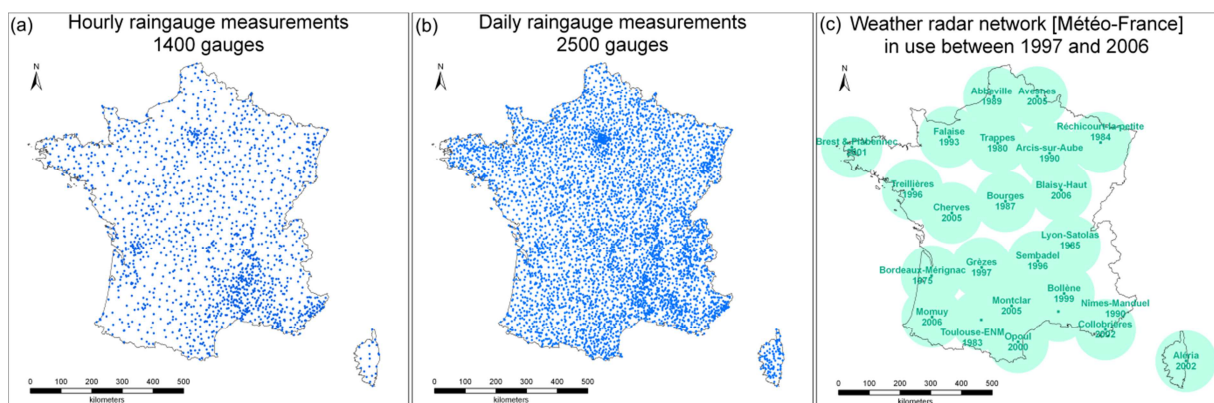 (a)
Hourly raingauge measurements
1400 gauges
N
0 100 200 300 400 500
kilometers
(b)
Daily raingauge measurements
2500 gauges
N
0 100 200 300 400 500
kilometers
(c)
Weather radar network [Météo-France]
in use between 1997 and 2006
N
Abbeville
1989
Avesnes
2005
Falaise
1993
Trappes
1980
Réchicourt-la-petite
1984
Arcis-sur-Aube
1990
Brest & Plabennec
2001
Treillières
1996
Cherves
2005
Bourges
1987
Blaisy-Haut
2006
Lyon-Satolas
1985
Sembadel
1996
Grèzes
1997
Bordeaux-Mérignac
1975
Bollène
1999
Nîmes-Manduel
1990
Montclar
2005
Momuy
2006
Collobrières
2002
Toulouse-ENM
1983
Opoul
2000
Aléria
2002
0 100 200 300 400 500
kilometers